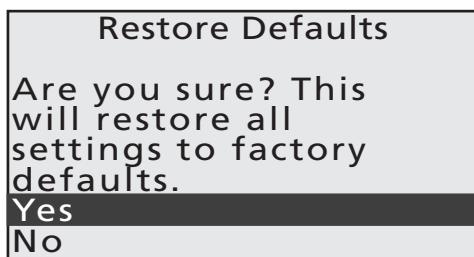 Restore Defaults
Are you sure? This
will restore all
settings to factory
defaults.
Yes
No